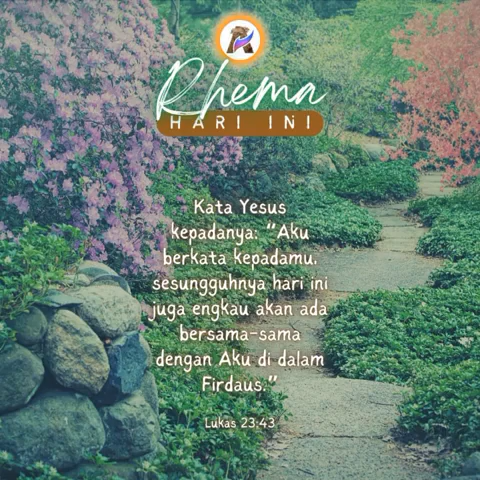 Rhema
HARI INI
Kata Yesus
kepadanya: "Aku
berkata kepadamu,
sesungguhnya hari ini
juga engkau akan ada
bersama-sama
dengan Aku di dalam
Firdaus."
Lukas 23:43